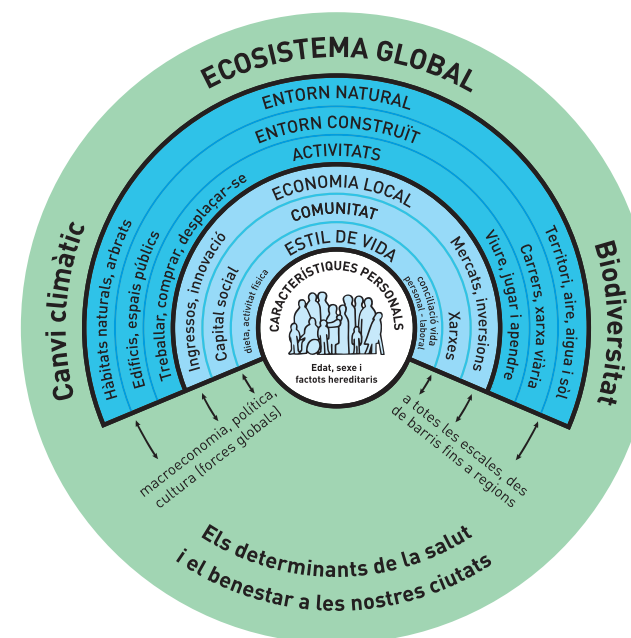 ECOSISTEMA GLOBAL
Canvi climàtic
Biodiversitat
ENTORN NATURAL
Hàbitats naturals, arbrats
Territori, aire, aigua i sòl
ENTORN CONSTRUÏT
Edificis, espais públics
Carrers, xarxa viària
ACTIVITATS
Treballar, comprar, desplaçar-se
Viure, jugar i apendre
ECONOMIA LOCAL
Ingressos, innovació
Mercats, inversions
COMUNITAT
Capital social
Xarxes
ESTIL DE VIDA
dieta, activitat física
conciliació vida
personal - laboral
CARACTERÍSTIQUES PERSONALS
Edat, sexe i
factots hereditaris
macroeconomia, política,
cultura (forces globals)
a totes les escales, des
de barris fins a regions
Els determinants de la salut
i el benestar a les nostres ciutats